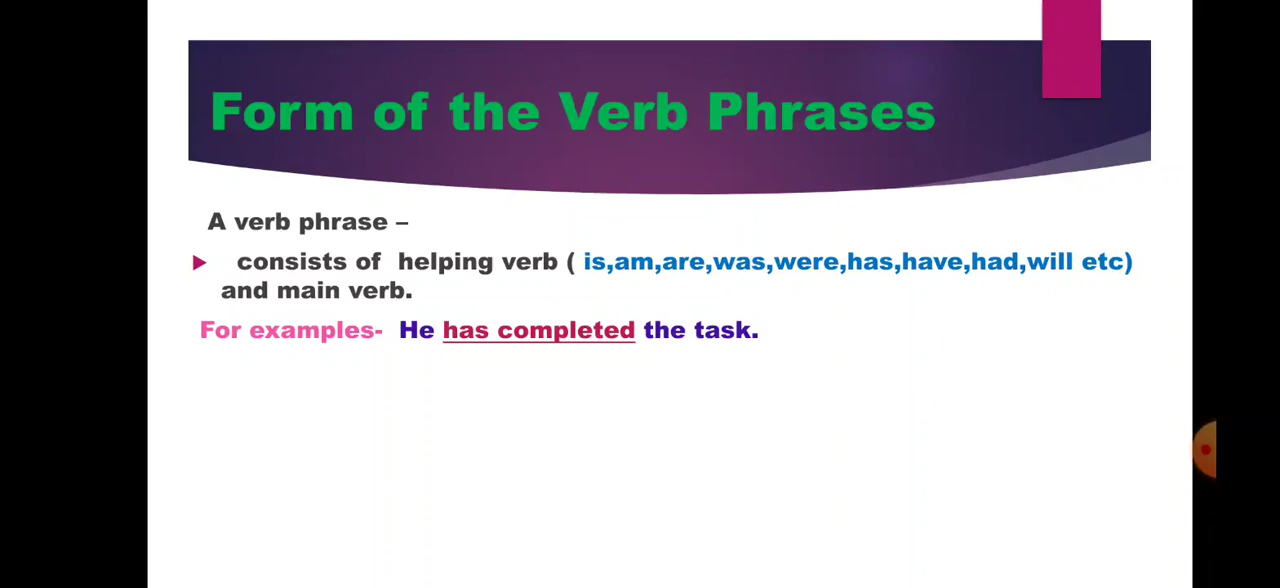 Form of the Verb Phrases
A verb phrase –
consists of helping verb ( is,am,are,was,were,has,have,had,will etc)
and main verb.
For examples- He has completed the task.